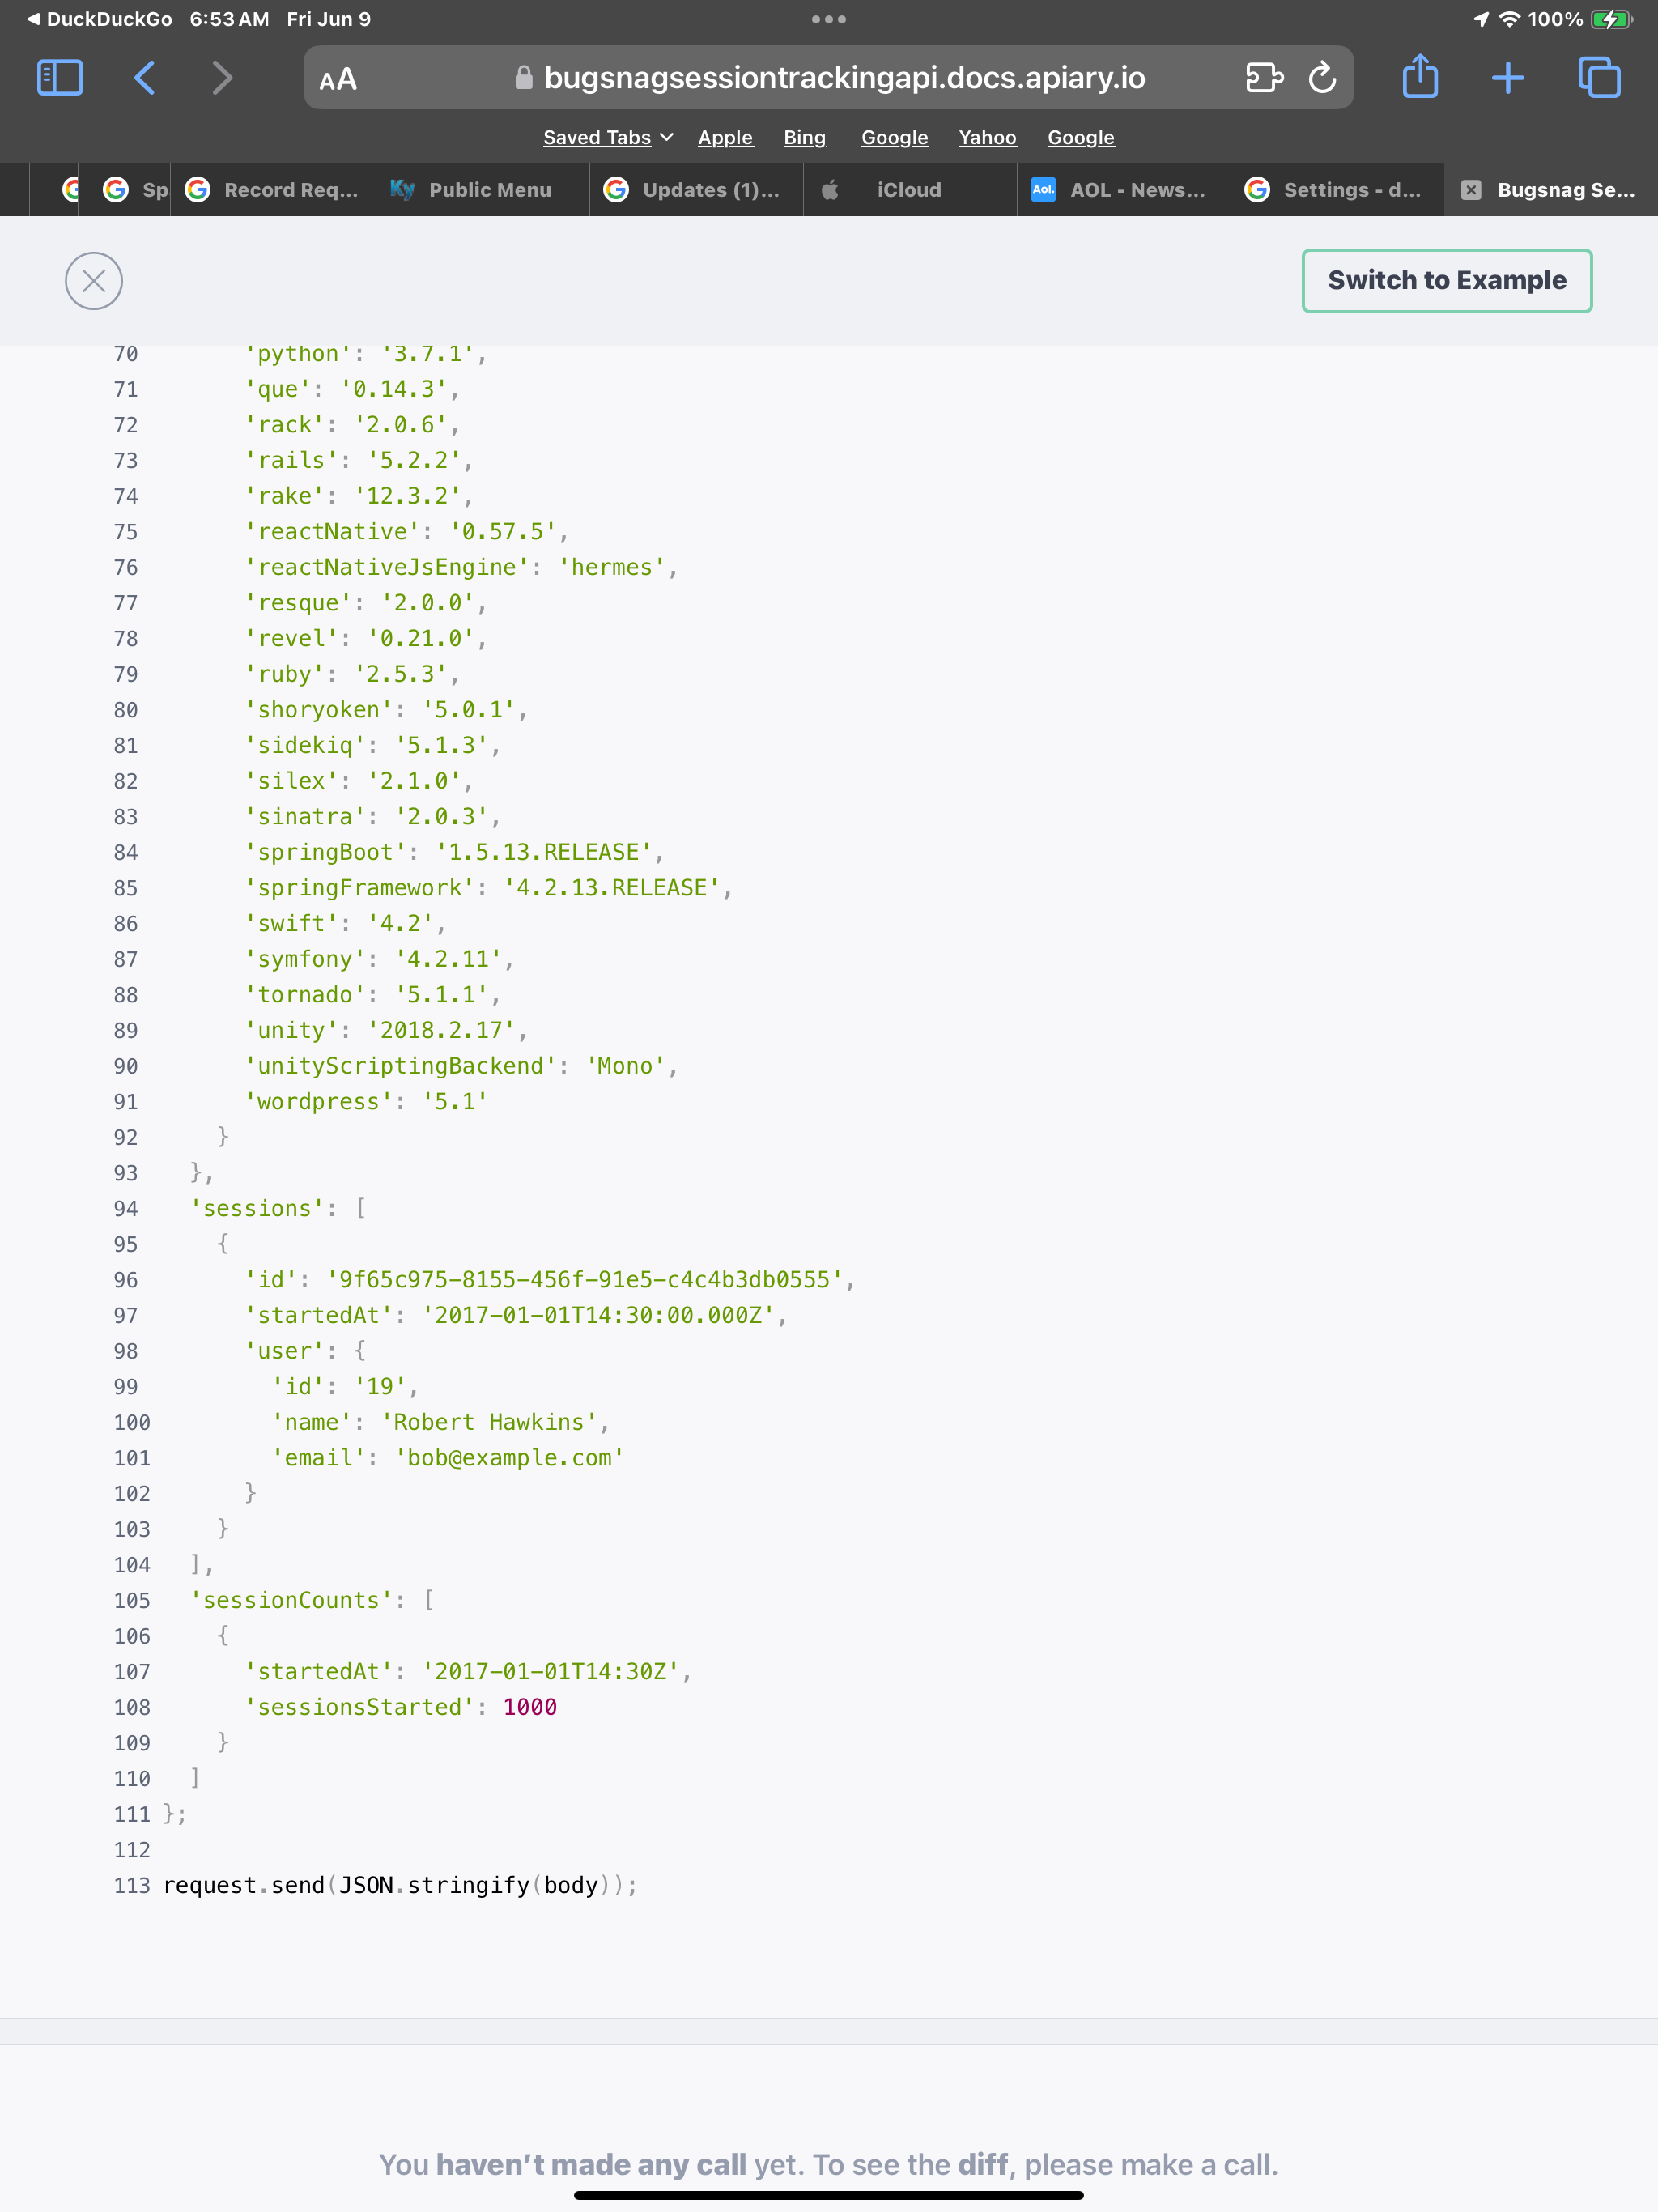 DuckDuckGo 6:53 AM Fri Jun 9 100%
AA bugsnagsessiontrackingapi.docs.apiary.io
Saved Tabs Apple Bing Google Yahoo Google
Sp Record Req... Ky Public Menu Updates (1)... iCloud Aol. AOL - News... Settings - d... Bugsnag Se...
Switch to Example
70 'python': '3.7.1',
71 'que': '0.14.3',
72 'rack': '2.0.6',
73 'rails': '5.2.2',
74 'rake': '12.3.2',
75 'reactNative': '0.57.5',
76 'reactNativeJsEngine': 'hermes',
77 'resque': '2.0.0',
78 'revel': '0.21.0',
79 'ruby': '2.5.3',
80 'shoryoken': '5.0.1',
81 'sidekiq': '5.1.3',
82 'silex': '2.1.0',
83 'sinatra': '2.0.3',
84 'springBoot': '1.5.13.RELEASE',
85 'springFramework': '4.2.13.RELEASE',
86 'swift': '4.2',
87 'symfony': '4.2.11',
88 'tornado': '5.1.1',
89 'unity': '2018.2.17',
90 'unityScriptingBackend': 'Mono',
91 'wordpress': '5.1'
92 }
93 },
94 'sessions': [
95 {
96 'id': '9f65c975-8155-456f-91e5-c4c4b3db0555',
97 'startedAt': '2017-01-01T14:30:00.000Z',
98 'user': {
99 'id': '19',
100 'name': 'Robert Hawkins',
101 'email': 'bob@example.com'
102 }
103 }
104 ],
105 'sessionCounts': [
106 {
107 'startedAt': '2017-01-01T14:30Z',
108 'sessionsStarted': 1000
109 }
110 ]
111 };
112
113 request.send(JSON.stringify(body));
You haven't made any call yet. To see the diff, please make a call.